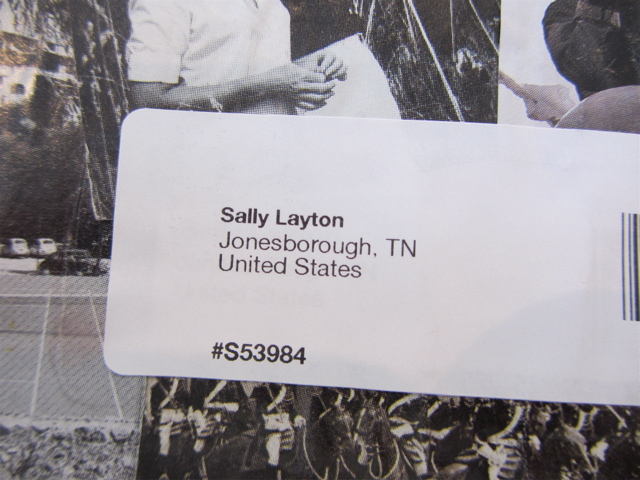 Sally Layton
Jonesborough, TN
United States
#S53984